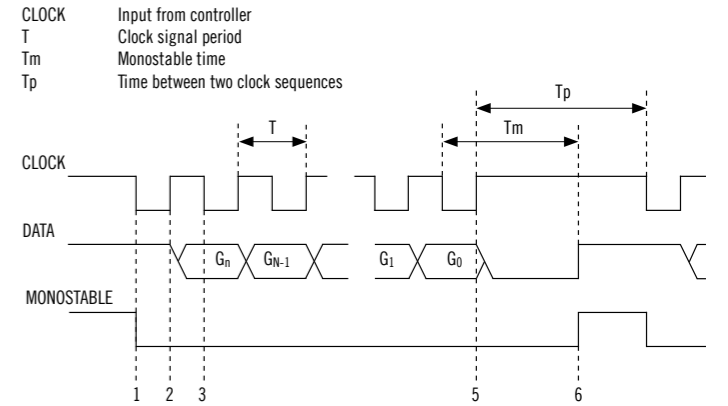 CLOCK Input from controller
T Clock signal period
Tm Monostable time
Tp Time between two clock sequences
Tp
T Tm
CLOCK
DATA
Gn GN-1 G1 G0
MONOSTABLE
1 2 3 5 6